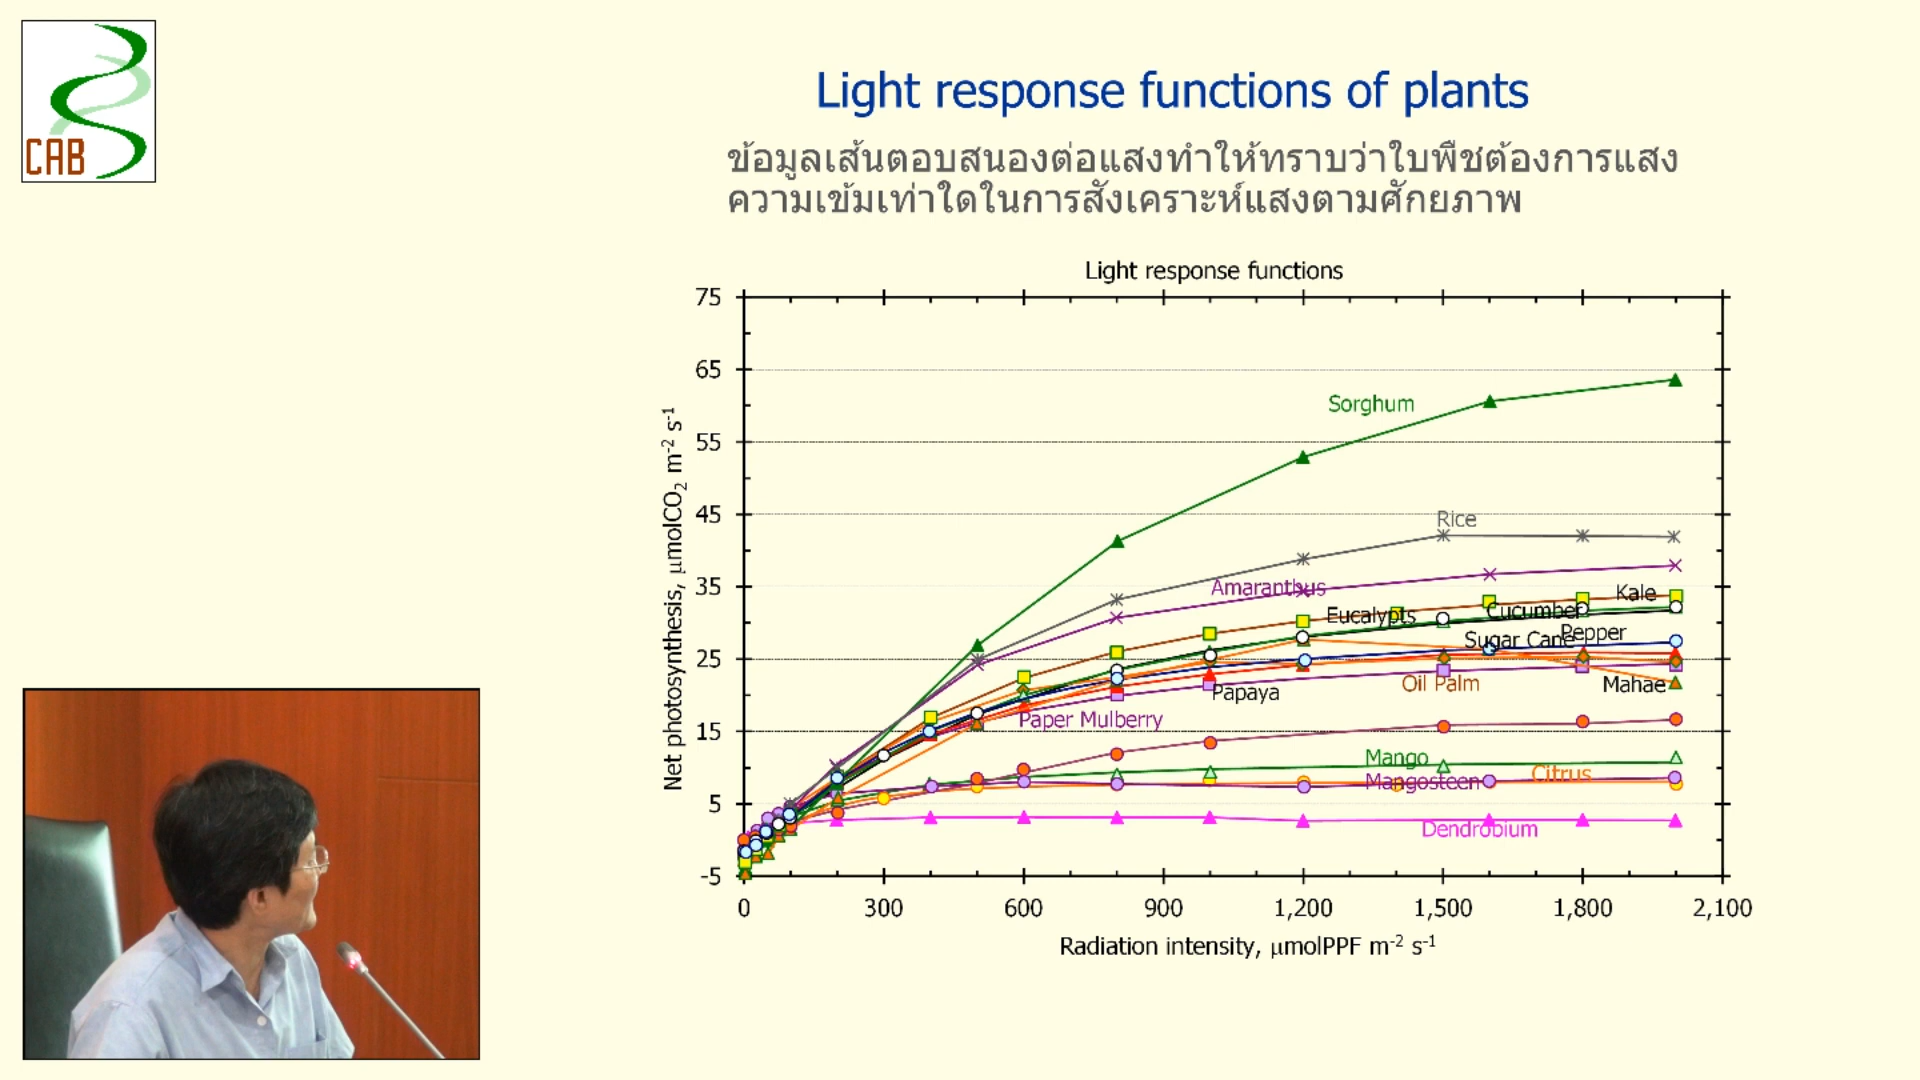 CAB
Light response functions of plants
ข้อมูลเส้นตอบสนองต่อแสงทำให้ทราบว่าใบพืชต้องการแสง
ความเข้มเท่าใดในการสังเคราะห์แสงตามศักยภาพ
Light response functions
75
65
55
45
35
25
15
5
-5
Net photosynthesis, µmolCO2 m-2 s-1
Sorghum
Rice
Amaranthus
Kale
Eucalypts
Cucumber
Sugar Cane
Pepper
Oil Palm
Mahae
Papaya
Paper Mulberry
Mango
Mangosteen
Citrus
Dendrobium
0 300 600 900 1,200 1,500 1,800 2,100
Radiation intensity, µmolPPF m-2 s-1